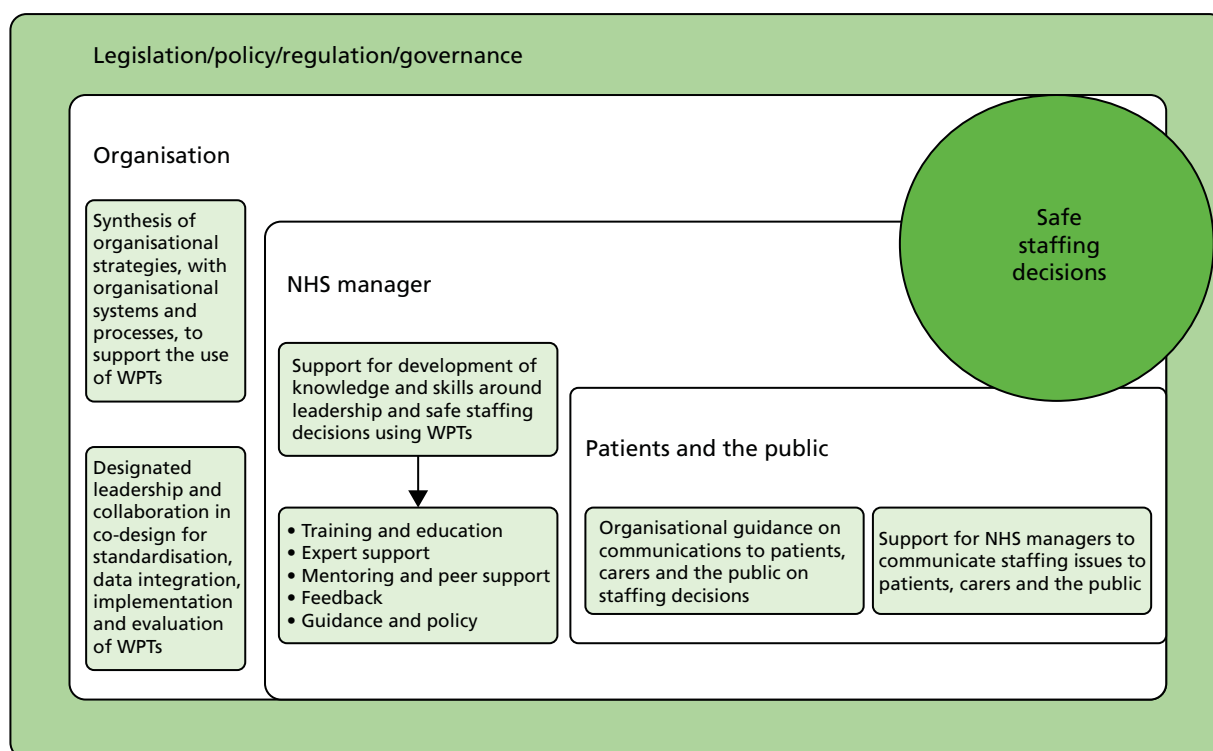 Legislation/policy/regulation/governance
Organisation
Synthesis of
organisational
strategies, with
organisational
systems and
processes, to
support the use
of WPTs
Designated
leadership and
collaboration in
co-design for
standardisation,
data integration,
implementation
and evaluation
of WPTs
NHS manager
Support for development of
knowledge and skills around
leadership and safe staffing
decisions using WPTs
• Training and education
• Expert support
• Mentoring and peer support
• Feedback
• Guidance and policy
Patients and the public
Organisational guidance on
communications to patients,
carers and the public on
staffing decisions
Support for NHS managers to
communicate staffing issues to
patients, carers and the public
Safe
staffing
decisions